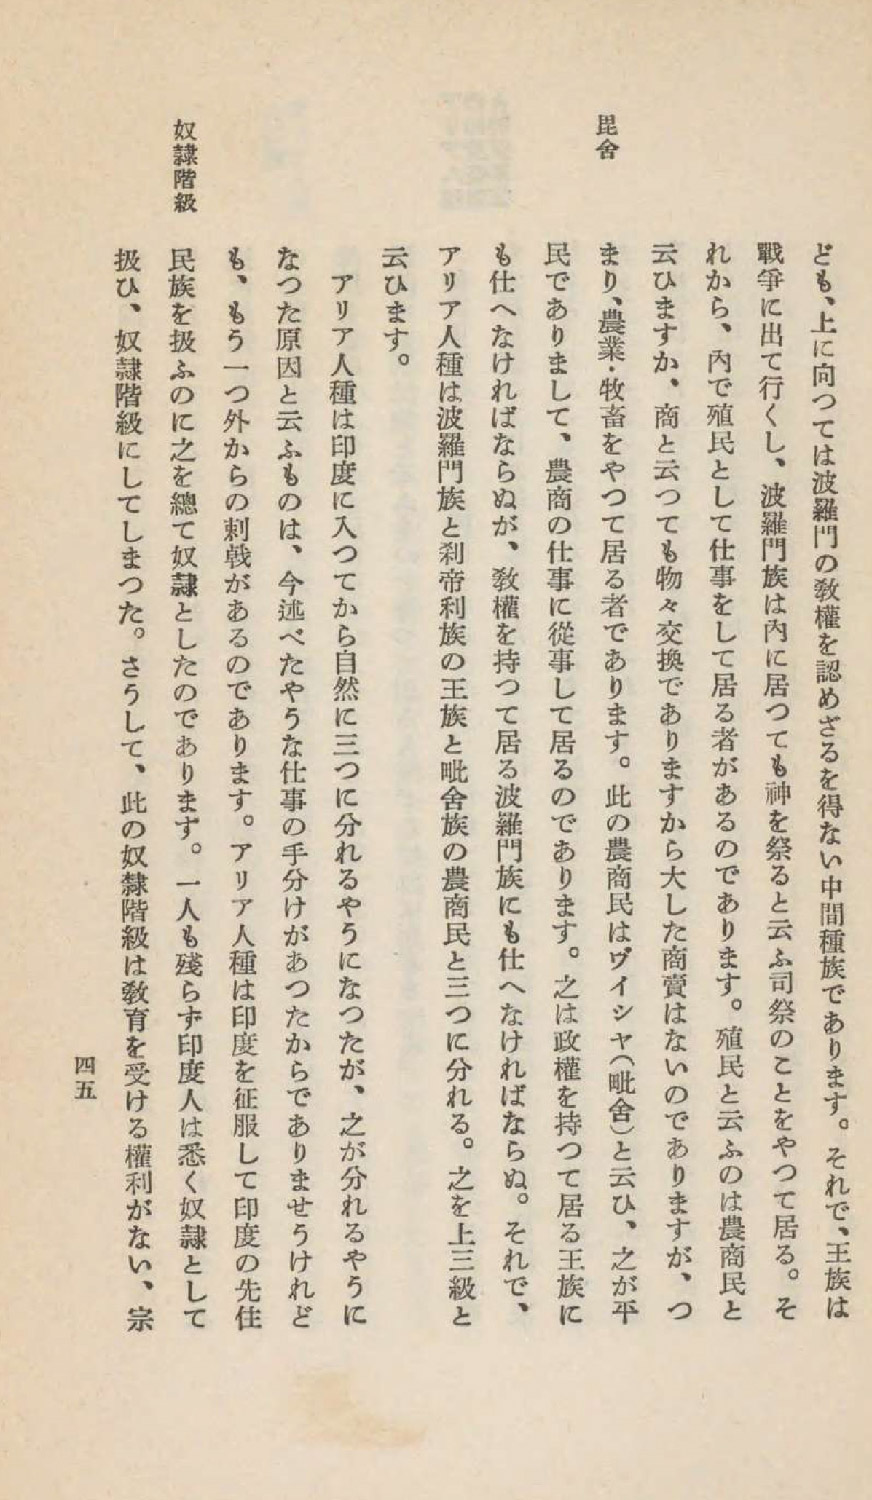 ども、上に向つては波羅門の敎權を認めざるを得ない中間種族であります。それで、王族は
戰爭に出て行くし、波羅門族は內に居つても神を祭ると云ふ司祭のことをやつて居る。そ
れから、內で殖民として仕事をして居る者があるのであります。殖民と云ふのは農商民と
云ひますか、商と云つても物々交換でありますから大した商賣はないのでありますが、つ
毘舍
まり、農業・牧畜をやつて居る者であります。此の農商民はヴイシヤ(毗舍)と云ひ、之が平
民でありまして、農商の仕事に從事して居るのであります。之は政權を持つて居る王族に
も仕へなければならぬが、敎權を持つて居る波羅門族にも仕へなければならぬ。それで、
アリア人種は波羅門族と刹帝利族の王族と毗舍族の農商民と三つに分れる。之を上三級と
云ひます。
アリア人種は印度に入つてから自然に三つに分れるやうになつたが、之が分れるやうに
なつた原因と云ふものは、今述べたやうな仕事の手分けがあつたからでありませうけれど
も、もう一つ外からの刺戟があるのであります。アリア人種は印度を征服して印度の先住
奴隷階級
民族を扱ふのに之を總て奴隷としたのであります。一人も残らず印度人は悉く奴隷として
扱ひ、奴隷階級にしてしまつた。さうして、此の奴隸階級は敎育を受ける權利がない、宗
四五